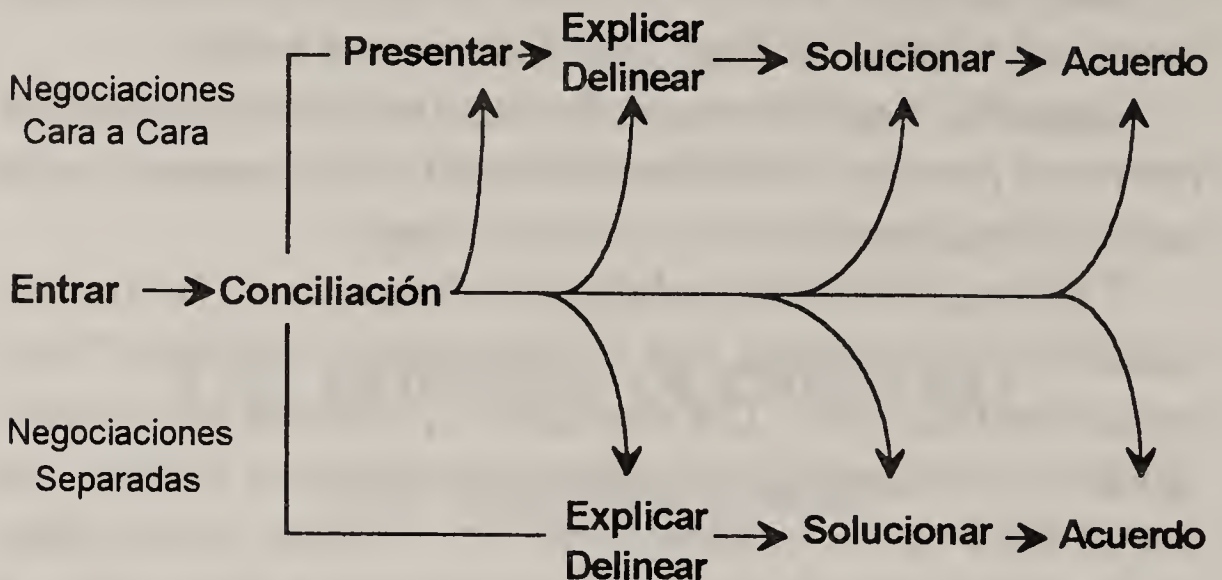 Negociaciones
Cara a Cara
Presentar
Explicar
Delinear
Solucionar
Acuerdo
Entrar
Conciliación
Negociaciones
Separadas
Explicar
Delinear
Solucionar
Acuerdo